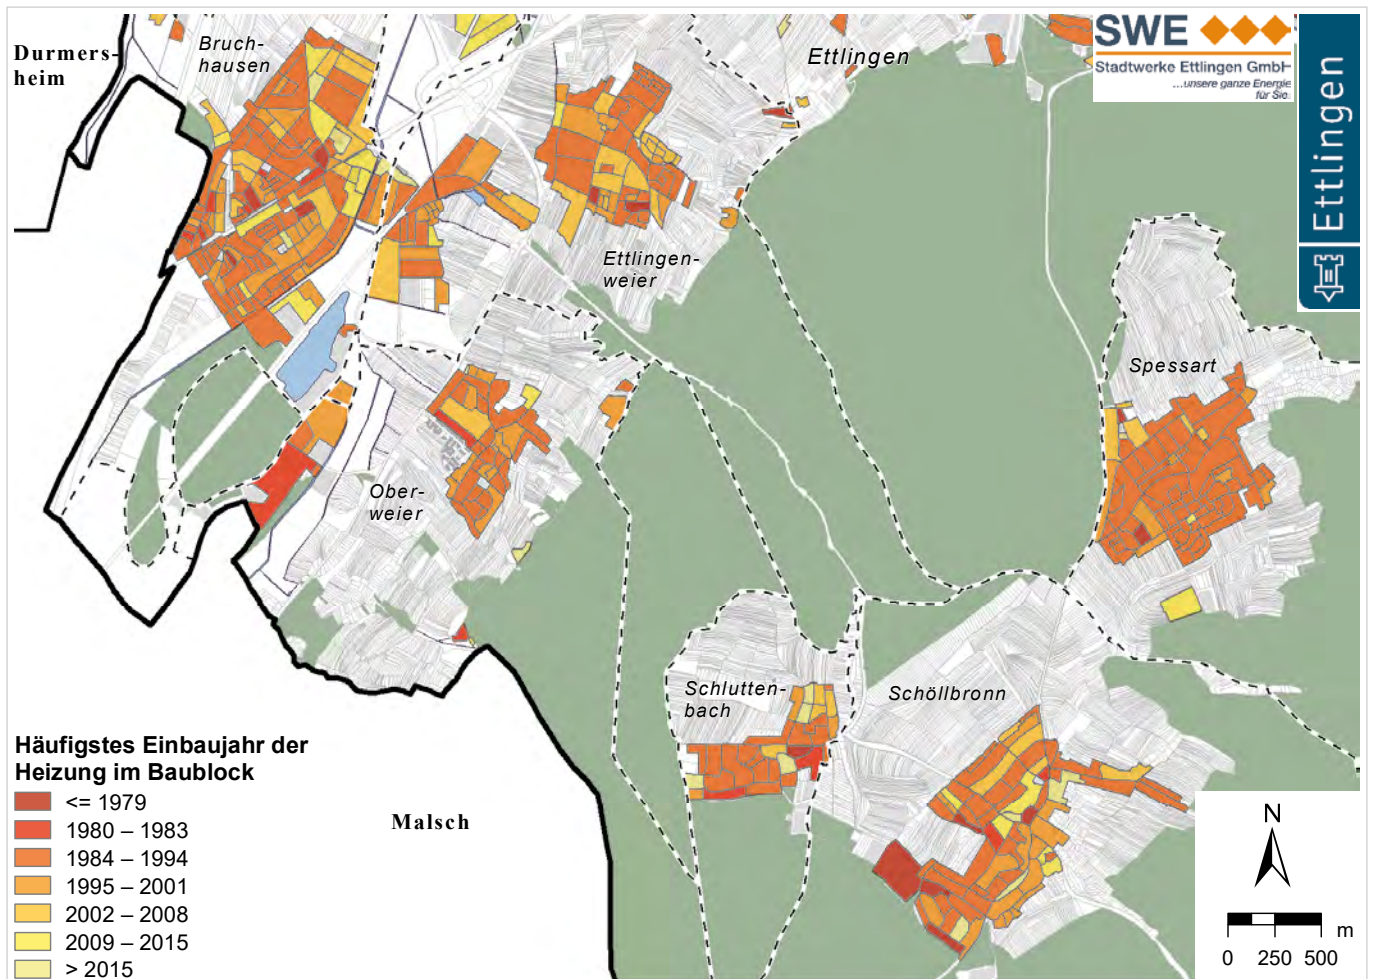 Durmers-
heim
Bruch-
hausen
Ettlingen
SWE
Stadtwerke Ettlingen GmbH
...unsere ganze Energie
für Sie.
Ettlingen
Ettlingen-
weier
Spessart
Ober-
weier
Schlutten-
bach
Schöllbronn
Malsch
Häufigstes Einbaujahr der
Heizung im Baublock
<= 1979
1980 – 1983
1984 – 1994
1995 – 2001
2002 – 2008
2009 – 2015
> 2015
N
m
0 250 500